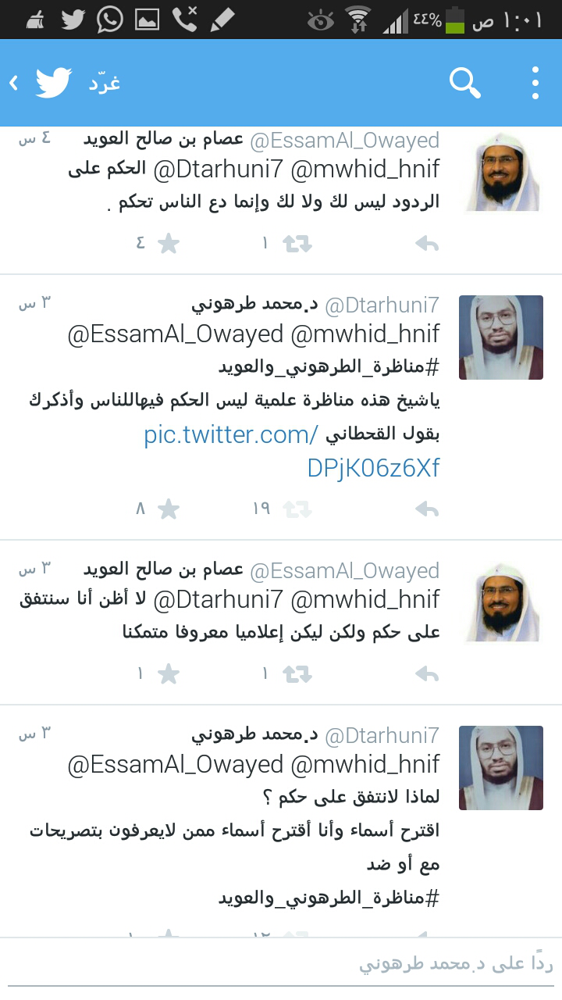 ١:٠١ ص ٤٤%
غرّد
عصام بن صالح العويد @EssamAl_Owayed ٤ س
@Dtarhuni7 @mwhid_hnif الحكم على
الردود ليس لك ولا لك وإنما دع الناس تحكم .
١ ٤
د.محمد طرهوني @Dtarhuni7 ٣ س
@EssamAl_Owayed @mwhid_hnif
#مناظرة_الطرهوني_والعويد
ياشيخ هذه مناظرة علمية ليس الحكم فيهاللناس وأذكرك
بقول القحطاني pic.twitter.com/
DPjK06z6Xf
١٩ ٨
عصام بن صالح العويد @EssamAl_Owayed ٣ س
@Dtarhuni7 @mwhid_hnif لا أظن أنا سنتفق
على حكم ولكن ليكن إعلاميا معروفا متمكنا
١ ١
د.محمد طرهوني @Dtarhuni7 ٣ س
@EssamAl_Owayed @mwhid_hnif
لماذا لانتفق على حكم ؟
اقترح أسماء وأنا أقترح أسماء ممن لايعرفون بتصريحات
مع أو ضد
#مناظرة_الطرهوني_والعويد
ردًا على د.محمد طرهوني